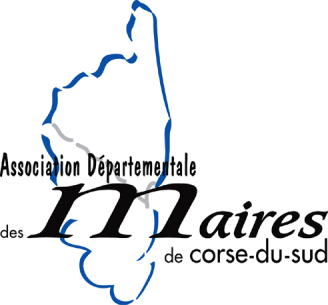 Association Départementale
des Maires
de corse-du-sud